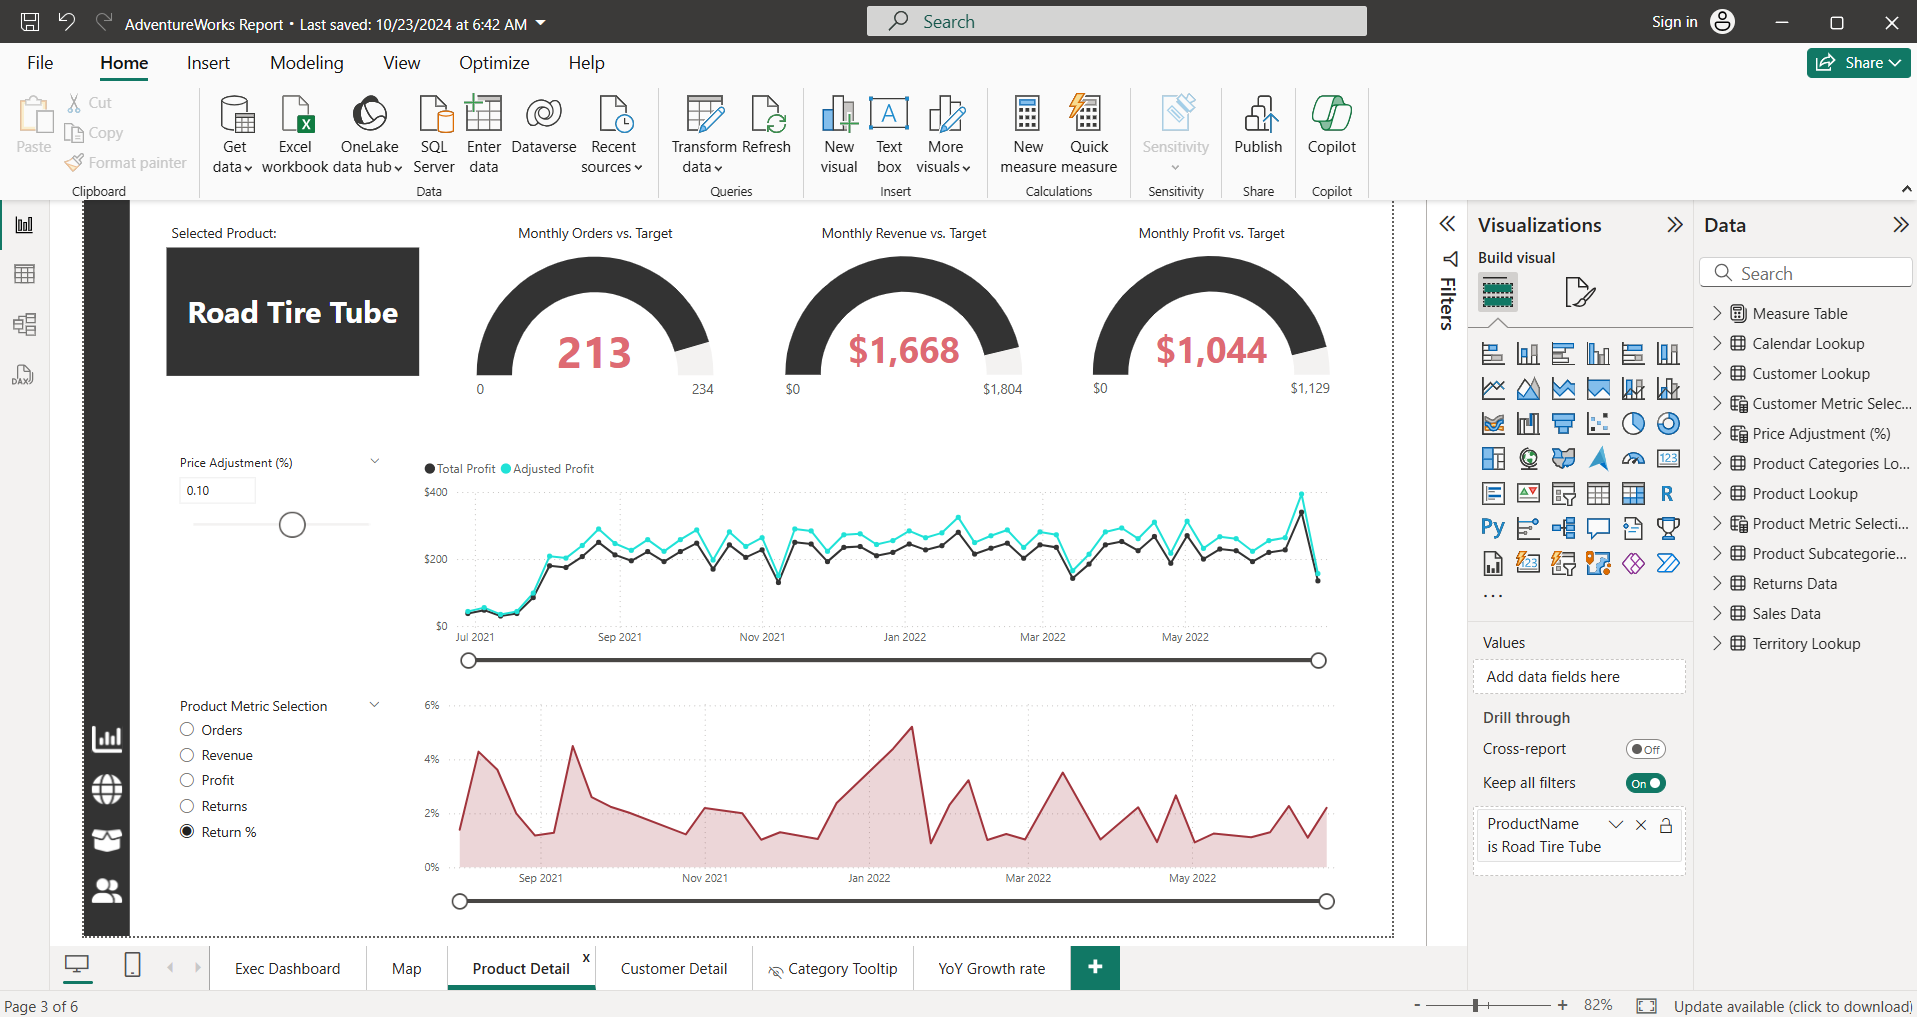 AdventureWorks Report • Last saved: 10/23/2024 at 6:42 AM
Search
Sign in
File Home Insert Modeling View Optimize Help
Share
Paste
Cut
Copy
Format painter
Clipboard
Get data
Excel workbook
OneLake data hub
SQL Server
Enter data
Dataverse
Recent sources
Data
Transform data
Refresh
Queries
New visual
Text box
More visuals
Insert
New measure
Quick measure
Calculations
Sensitivity
Sensitivity
Publish
Share
Copilot
Copilot
Selected Product:
Road Tire Tube
Monthly Orders vs. Target
213
0 234
Monthly Revenue vs. Target
$1,668
$0 $1,804
Monthly Profit vs. Target
$1,044
$0 $1,129
Price Adjustment (%)
0.10
Total Profit Adjusted Profit
$400
$200
$0
Jul 2021 Sep 2021 Nov 2021 Jan 2022 Mar 2022 May 2022
Product Metric Selection
Orders
Revenue
Profit
Returns
Return %
6%
4%
2%
0%
Sep 2021 Nov 2021 Jan 2022 Mar 2022 May 2022
Filters
Visualizations
Build visual
123
R
Py
123
...
Values
Add data fields here
Drill through
Cross-report
Off
Keep all filters
On
ProductName
is Road Tire Tube
Data
Search
Measure Table
Calendar Lookup
Customer Lookup
Customer Metric Selec...
Price Adjustment (%)
Product Categories Lo...
Product Lookup
Product Metric Selecti...
Product Subcategorie...
Returns Data
Sales Data
Territory Lookup
DAX
Exec Dashboard
Map
Product Detail x
Customer Detail
Category Tooltip
YoY Growth rate
+
Page 3 of 6
- + 82%
Update available (click to download)